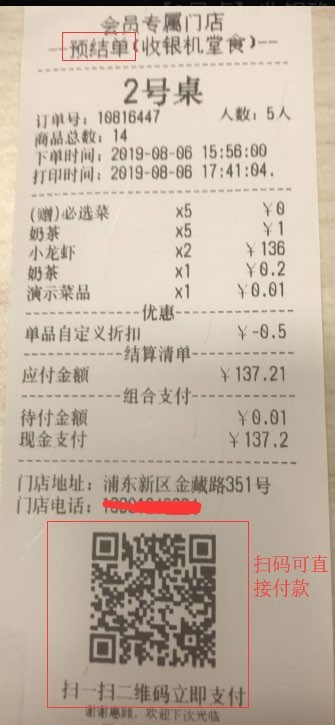 会员专属门店
--预结单(收银机堂食)--
2号桌
订单号: 10816447 人数: 5人
商品总数: 14
下单时间: 2019-08-06 15:56:00
打印时间: 2019-08-06 17:41:04.
(赠)必选菜 x5 ¥0
奶茶 x5 ¥1
小龙虾 x2 ¥136
奶茶 x1 ¥0.2
演示菜品 x1 ¥0.01
优惠
单品自定义折扣 ¥-0.5
结算清单
应付金额 ¥137.21
组合支付
待付金额 ¥0.01
现金支付 ¥137.2
门店地址: 浦东新区金藏路351号
门店电话:
扫码可直
接付款
扫一扫二维码立即支付
谢谢惠顾，欢迎下次光临